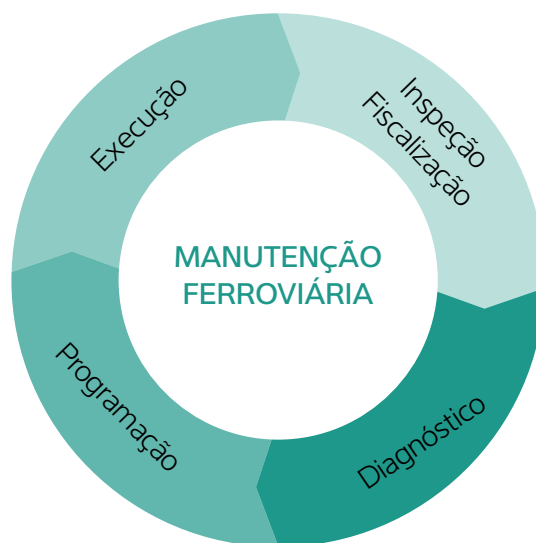 Inspeção
Fiscalização
Diagnóstico
Programação
Execução
MANUTENÇÃO
FERROVIÁRIA